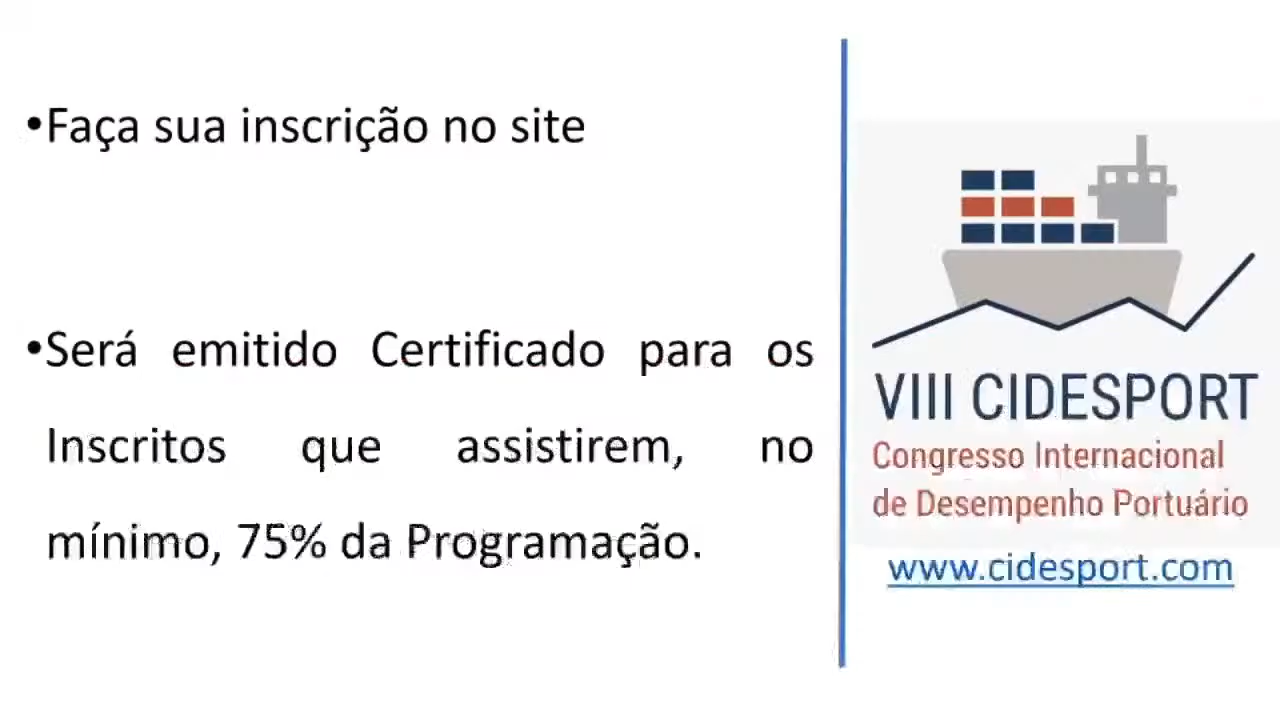 •Faça sua inscrição no site
•Será emitido Certificado para os
Inscritos que assistirem, no
mínimo, 75% da Programação.
VIII CIDESPORT
Congresso Internacional
de Desempenho Portuário
www.cidesport.com